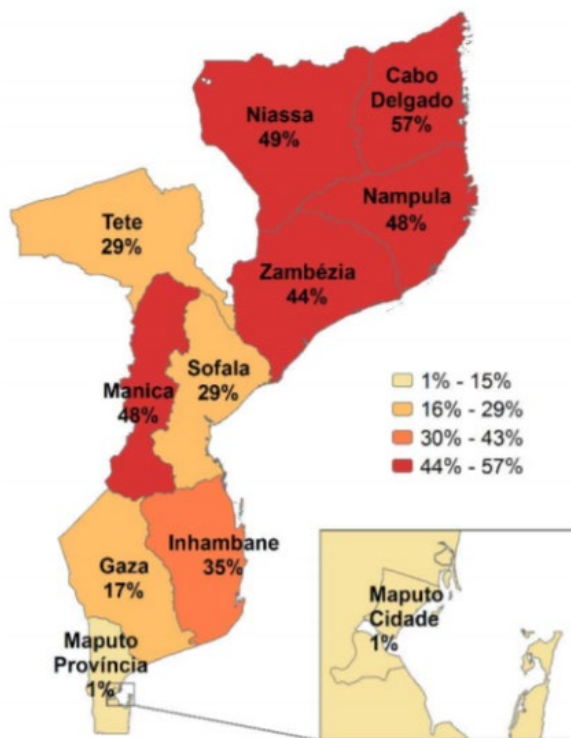 Cabo
Delgado
57%
Niassa
49%
Nampula
48%
Tete
29%
Zambézia
44%
Sofala
29%
Manica
48%
1% - 15%
16% - 29%
30% - 43%
44% - 57%
Inhambane
35%
Gaza
17%
Maputo
Província
1%
Maputo
Cidade
1%